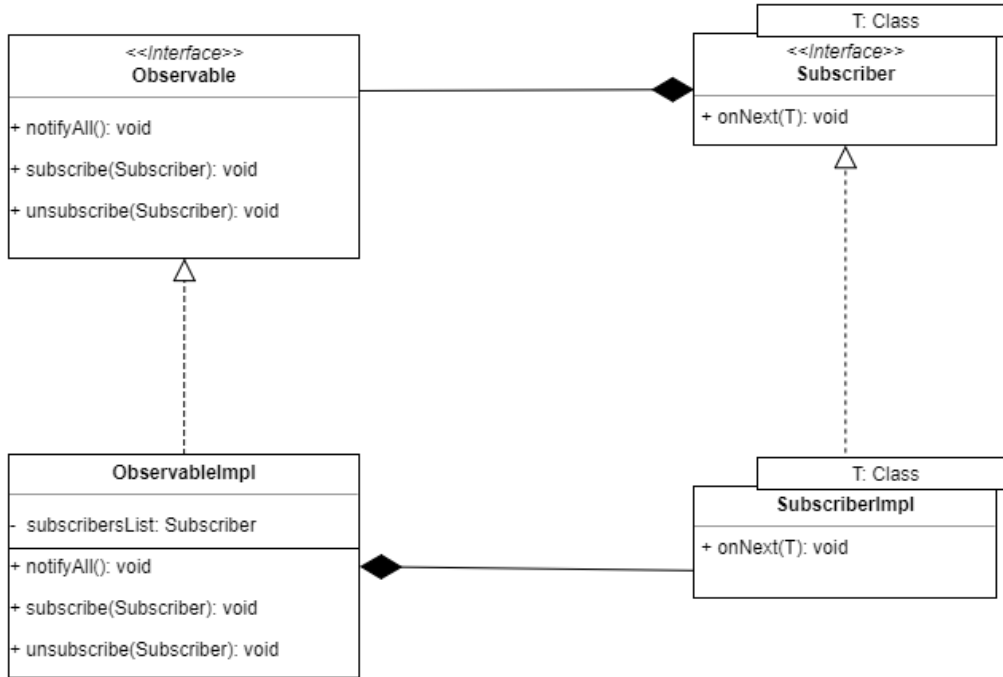 <<Interface>>
Observable
+ notifyAll(): void
+ subscribe(Subscriber): void
+ unsubscribe(Subscriber): void
T: Class
<<Interface>>
Subscriber
+ onNext(T): void
ObservableImpl
- subscribersList: Subscriber
+ notifyAll(): void
+ subscribe(Subscriber): void
+ unsubscribe(Subscriber): void
T: Class
SubscriberImpl
+ onNext(T): void